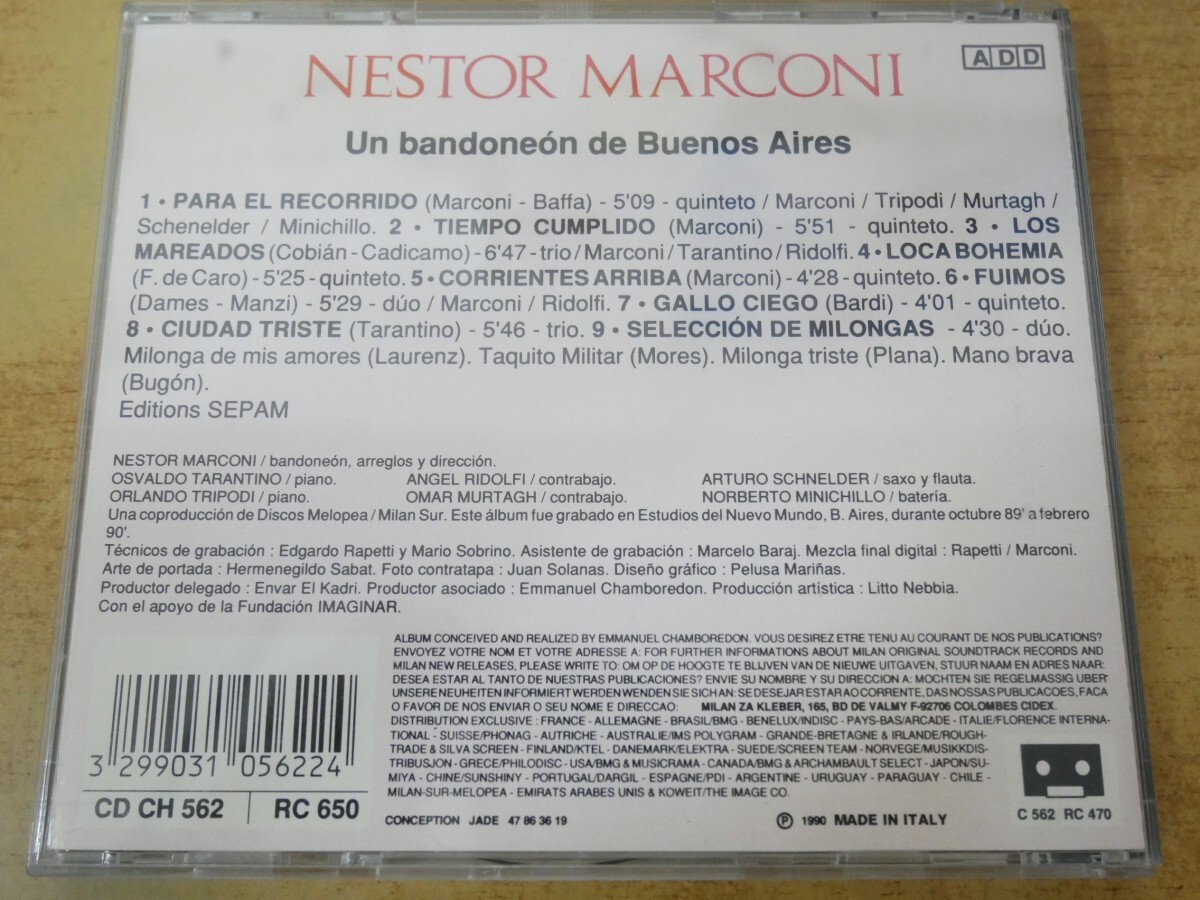 NESTOR MARCONI
ADD
Un bandoneón de Buenos Aires
1 • PARA EL RECORRIDO (Marconi - Baffa) - 5'09 - quinteto / Marconi / Tripodi / Murtagh /
Schenelder / Minichillo. 2 • TIEMPO CUMPLIDO (Marconi) - 5'51 - quinteto. 3 • LOS
MAREADOS (Cobián - Cadicamo) - 6'47 - trio / Marconi / Tarantino / Ridolfi. 4 • LOCA BOHEMIA
(F. de Caro) - 5'25 - quinteto. 5 • CORRIENTES ARRIBA (Marconi) - 4'28 - quinteto. 6 • FUIMOS
(Dames - Manzi) - 5'29 - dúo / Marconi / Ridolfi. 7 • GALLO CIEGO (Bardi) - 4'01 - quinteto.
8 • CIUDAD TRISTE (Tarantino) - 5'46 - trio. 9 • SELECCIÓN DE MILONGAS - 4'30 - dúo.
Milonga de mis amores (Laurenz). Taquito Militar (Mores). Milonga triste (Plana). Mano brava
(Bugón).
Editions SEPAM
NESTOR MARCONI / bandoneón, arreglos y dirección.
OSVALDO TARANTINO / piano. ANGEL RIDOLFI / contrabajo. ARTURO SCHNELDER / saxo y flauta.
ORLANDO TRIPODI / piano. OMAR MURTAGH / contrabajo. NORBERTO MINICHILLO / batería.
Una coproducción de Discos Melopea / Milan Sur. Este álbum fue grabado en Estudios del Nuevo Mundo, B. Aires, durante octubre 89' a febrero
90'.
Técnicos de grabación : Edgardo Rapetti y Mario Sobrino. Asistente de grabación : Marcelo Baraj. Mezcla final digital : Rapetti / Marconi.
Arte de portada : Hermenegildo Sabat. Foto contratapa : Juan Solanas. Diseño gráfico : Pelusa Mariñas.
Productor delegado : Envar El Kadri. Productor asociado : Emmanuel Chamboredon. Producción artística : Litto Nebbia.
Con el apoyo de la Fundación IMAGINAR.
ALBUM CONCEIVED AND REALIZED BY EMMANUEL CHAMBOREDON. VOUS DESIREZ ETRE TENU AU COURANT DE NOS PUBLICATIONS?
ENVOYEZ VOTRE NOM ET VOTRE ADRESSE A: FOR FURTHER INFORMATIONS ABOUT MILAN ORIGINAL SOUNDTRACK RECORDS AND
MILAN NEW RELEASES, PLEASE WRITE TO: OM OP DE HOOGTE TE BLIJVEN VAN DE NIEUWE UITGAVEN, STUUR NAAM EN ADRES NAAR:
DESEA ESTAR AL TANTO DE NUESTRAS PUBLICACIONES? ENVIE SU NOMBRE Y SU DIRECCION A: MOCHTEN SIE REGELMASSIG UBER
UNSERE NEUHEITEN INFORMIERT WERDEN WENDEN SIE SICH AN: SE DESEJAR ESTAR AO CORRENTE, DAS NOSSAS PUBLICACOES, FACA
O FAVOR DE NOS ENVIAR O SEU NOME E DIRECCAO: MILAN ZA KLEBER, 165, BD DE VALMY F-92706 COLOMBES CIDEX.
DISTRIBUTION EXCLUSIVE : FRANCE - ALLEMAGNE - BRASIL/BMG - BENELUX/INDISC - PAYS-BAS/ARCADE - ITALIE/FLORENCE INTERNA-
TIONAL - SUISSE/PHONAG - AUTRICHE - AUSTRALIE/IMS POLYGRAM - GRANDE-BRETAGNE & IRLANDE/ROUGH-
TRADE & SILVA SCREEN - FINLAND/KTEL - DANEMARK/ELEKTRA - SUEDE/SCREEN TEAM - NORVEGE/MUSIKKDIS-
TRIBUSJON - GRECE/PHILODISC - USA/BMG & MUSICRAMA - CANADA/BMG & ARCHAMBAULT SELECT - JAPON/SU-
MIYA - CHINE/SUNSHINY - PORTUGAL/DARGIL - ESPAGNE/PDI - ARGENTINE - URUGUAY - PARAGUAY - CHILE -
MILAN-SUR-MELOPEA - EMIRATS ARABES UNIS & KOWEIT/THE IMAGE CO.
3 299031 056224
CD CH 562 RC 650
CONCEPTION JADE 47 86 36 19
Ⓟ 1990 MADE IN ITALY
C 562 RC 470